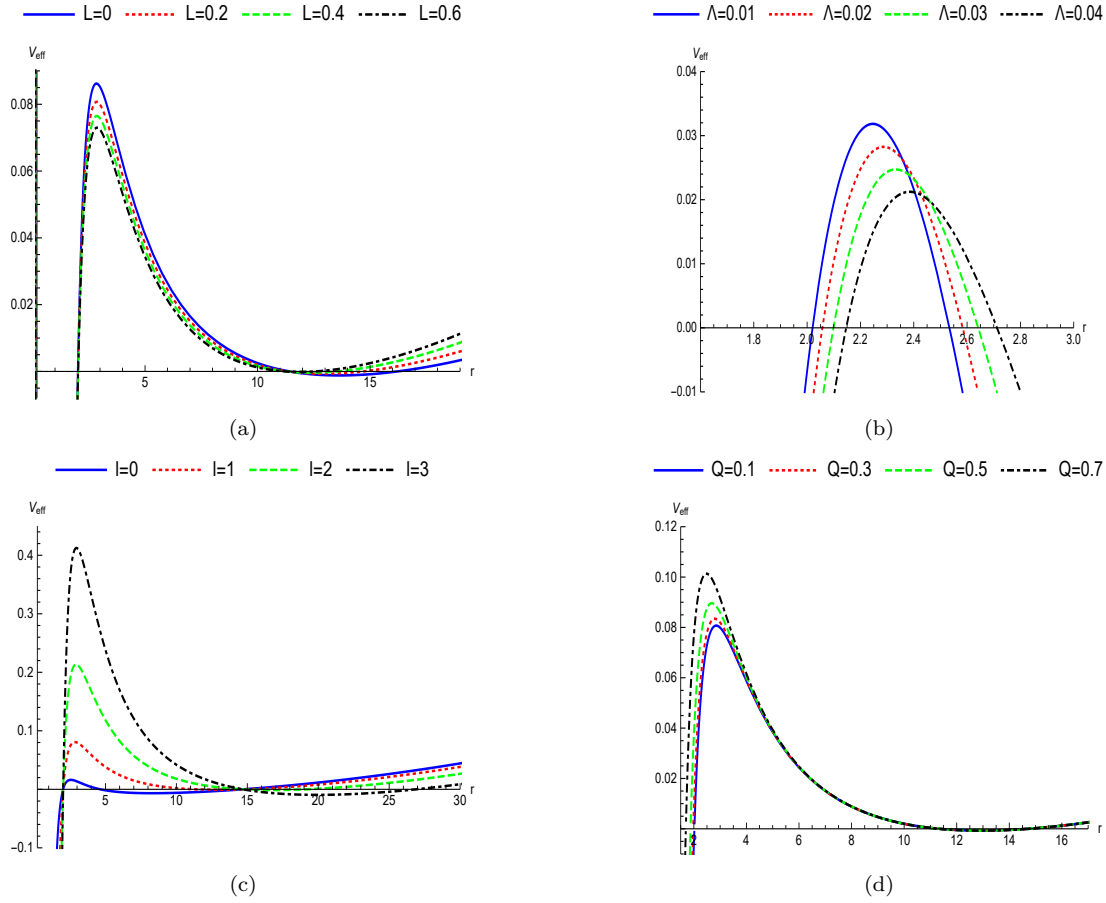 L=0 L=0.2 L=0.4 L=0.6
Veff
0.08
0.06
0.04
0.02
5 10 15 r
(a)
Λ=0.01 Λ=0.02 Λ=0.03 Λ=0.04
Veff
0.04
0.03
0.02
0.01
0.00
-0.01
1.8 2.0 2.2 2.4 2.6 2.8 3.0 r
(b)
l=0 l=1 l=2 l=3
Veff
0.4
0.3
0.2
0.1
-0.1
5 10 15 20 25 30 r
(c)
Q=0.1 Q=0.3 Q=0.5 Q=0.7
Veff
0.12
0.10
0.08
0.06
0.04
0.02
2 4 6 8 10 12 14 16 r
(d)